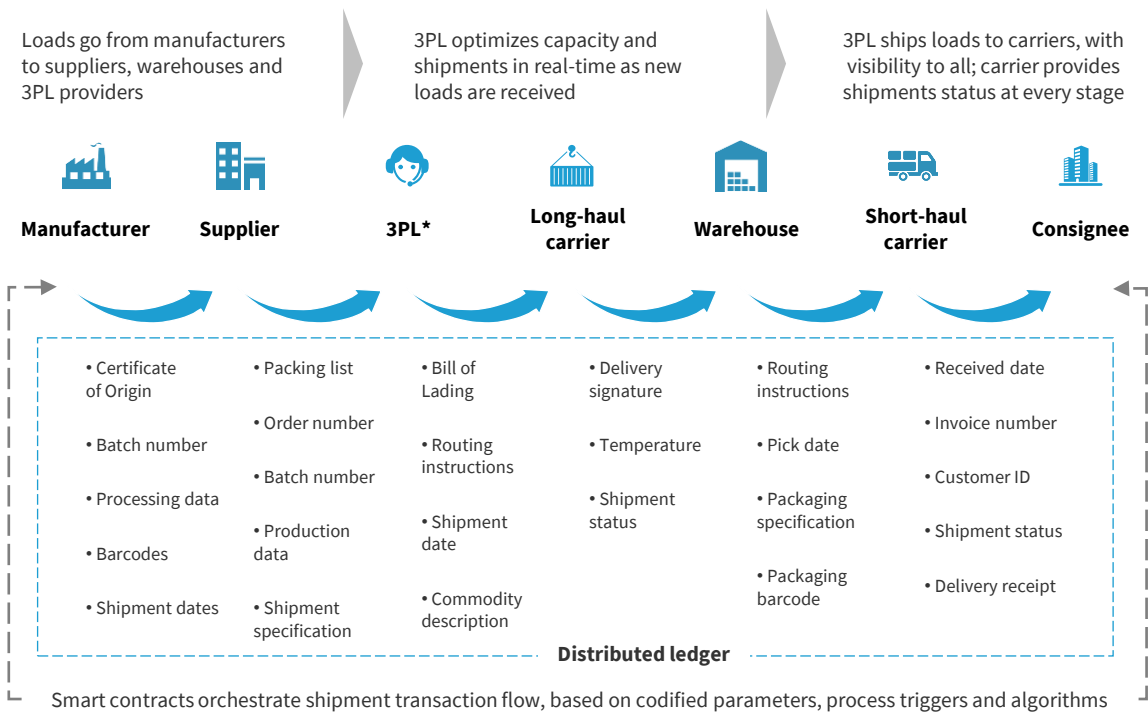 Loads go from manufacturers
to suppliers, warehouses and
3PL providers
3PL optimizes capacity and
shipments in real-time as new
loads are received
3PL ships loads to carriers, with
visibility to all; carrier provides
shipments status at every stage
Manufacturer
Supplier
3PL*
Long-haul
carrier
Warehouse
Short-haul
carrier
Consignee
• Certificate
of Origin
• Batch number
• Processing data
• Barcodes
• Shipment dates
• Packing list
• Order number
• Batch number
• Production
data
• Shipment
specification
• Bill of
Lading
• Routing
instructions
• Shipment
date
• Commodity
description
• Delivery
signature
• Temperature
• Shipment
status
• Routing
instructions
• Pick date
• Packaging
specification
• Packaging
barcode
• Received date
• Invoice number
• Customer ID
• Shipment status
• Delivery receipt
Distributed ledger
Smart contracts orchestrate shipment transaction flow, based on codified parameters, process triggers and algorithms